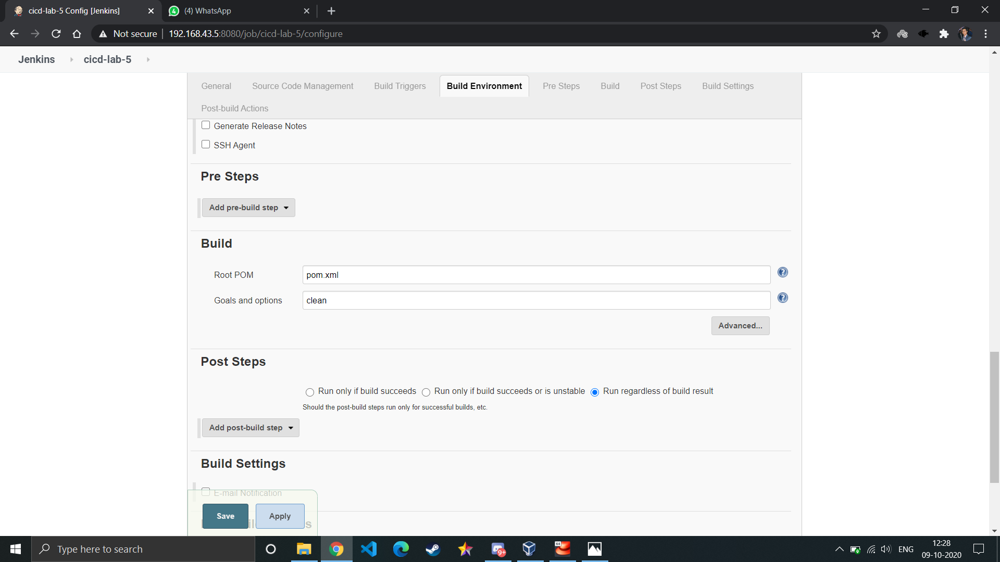 cicd-lab-5 Config [Jenkins]
(4) WhatsApp
Not secure
192.168.43.5:8080/job/cicd-lab-5/configure
Jenkins
cicd-lab-5
General
Source Code Management
Build Triggers
Build Environment
Pre Steps
Build
Post Steps
Build Settings
Post-build Actions
Generate Release Notes
SSH Agent
Pre Steps
Add pre-build step
Build
Root POM
pom.xml
Goals and options
clean
Advanced...
Post Steps
Run only if build succeeds
Run only if build succeeds or is unstable
Run regardless of build result
Should the post-build steps run only for successful builds, etc.
Add post-build step
Build Settings
E-mail Notification
Save
Apply
Type here to search
9+
64
ENG
12:28
09-10-2020